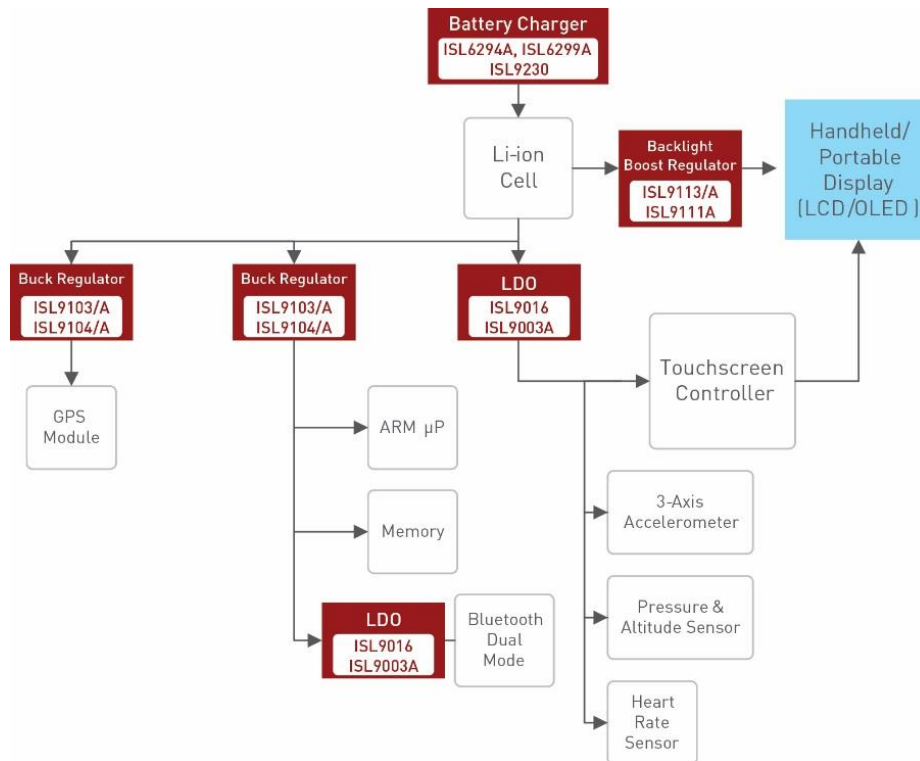 Battery Charger
ISL6294A, ISL6299A
ISL9230
Li-ion
Cell
Backlight
Boost Regulator
ISL9113/A
ISL9111A
Handheld/
Portable
Display
(LCD/OLED )
Buck Regulator
ISL9103/A
ISL9104/A
Buck Regulator
ISL9103/A
ISL9104/A
LDO
ISL9016
ISL9003A
GPS
Module
ARM µP
Memory
LDO
ISL9016
ISL9003A
Bluetooth
Dual
Mode
Touchscreen
Controller
3-Axis
Accelerometer
Pressure &
Altitude Sensor
Heart
Rate
Sensor